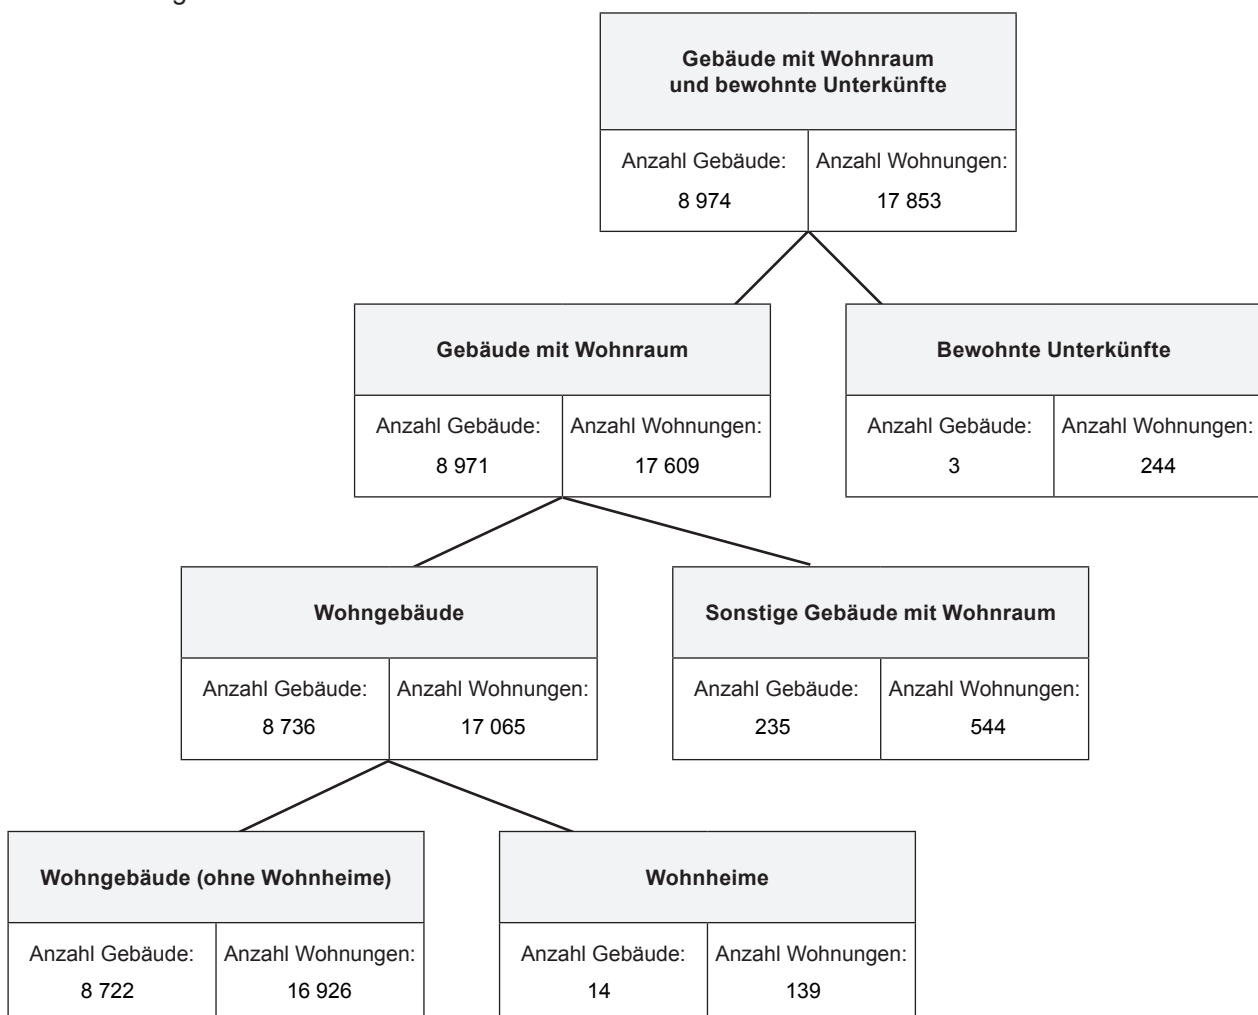 Gebäude mit Wohnraum
und bewohnte Unterkünfte
Anzahl Gebäude: Anzahl Wohnungen:
8 974 17 853
Gebäude mit Wohnraum Bewohnte Unterkünfte
Anzahl Gebäude: Anzahl Wohnungen: Anzahl Gebäude: Anzahl Wohnungen:
8 971 17 609 3 244
Wohngebäude Sonstige Gebäude mit Wohnraum
Anzahl Gebäude: Anzahl Wohnungen: Anzahl Gebäude: Anzahl Wohnungen:
8 736 17 065 235 544
Wohngebäude (ohne Wohnheime) Wohnheime
Anzahl Gebäude: Anzahl Wohnungen: Anzahl Gebäude: Anzahl Wohnungen:
8 722 16 926 14 139